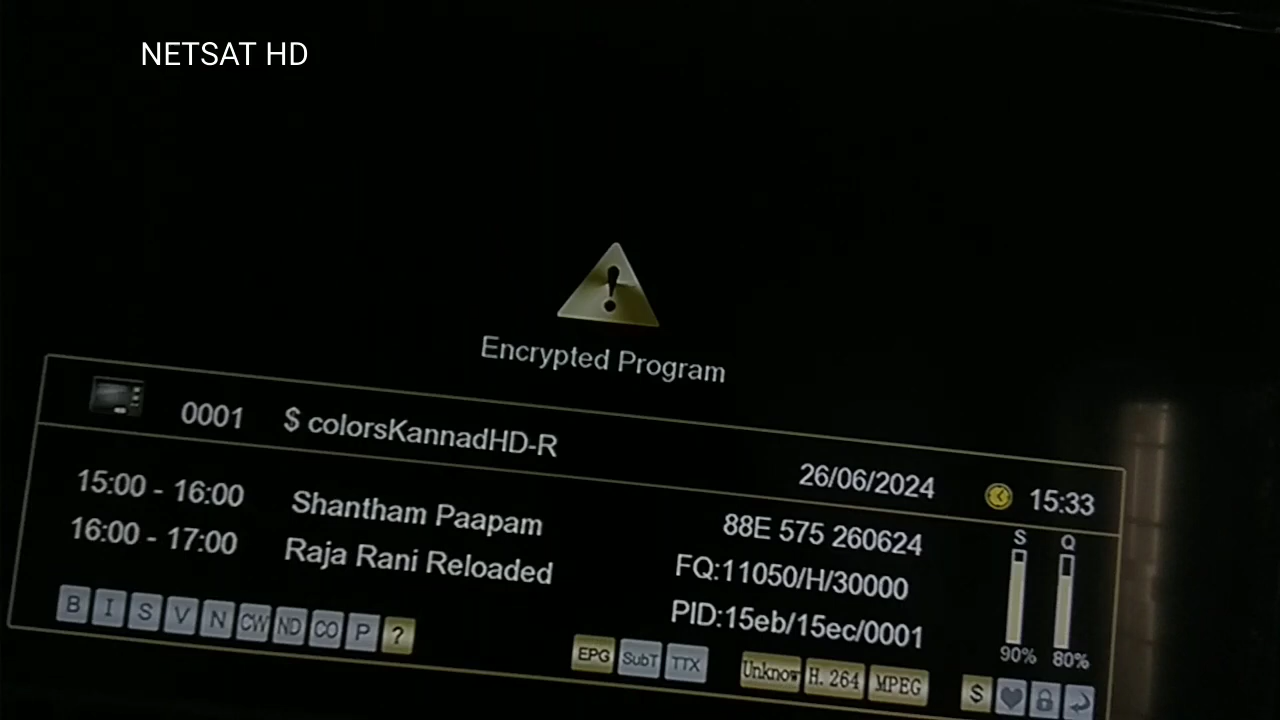 NETSAT HD
!
Encrypted Program
0001 $ colorsKannadHD-R
26/06/2024 15:33
15:00 - 16:00 Shantham Paapam
88E 575 260624
S Q
16:00 - 17:00 Raja Rani Reloaded
FQ:11050/H/30000
PID:15eb/15ec/0001
90% 80%
B I S V N CW ND CO P ?
EPG SubT TTX Unknow H.264 MPEG $